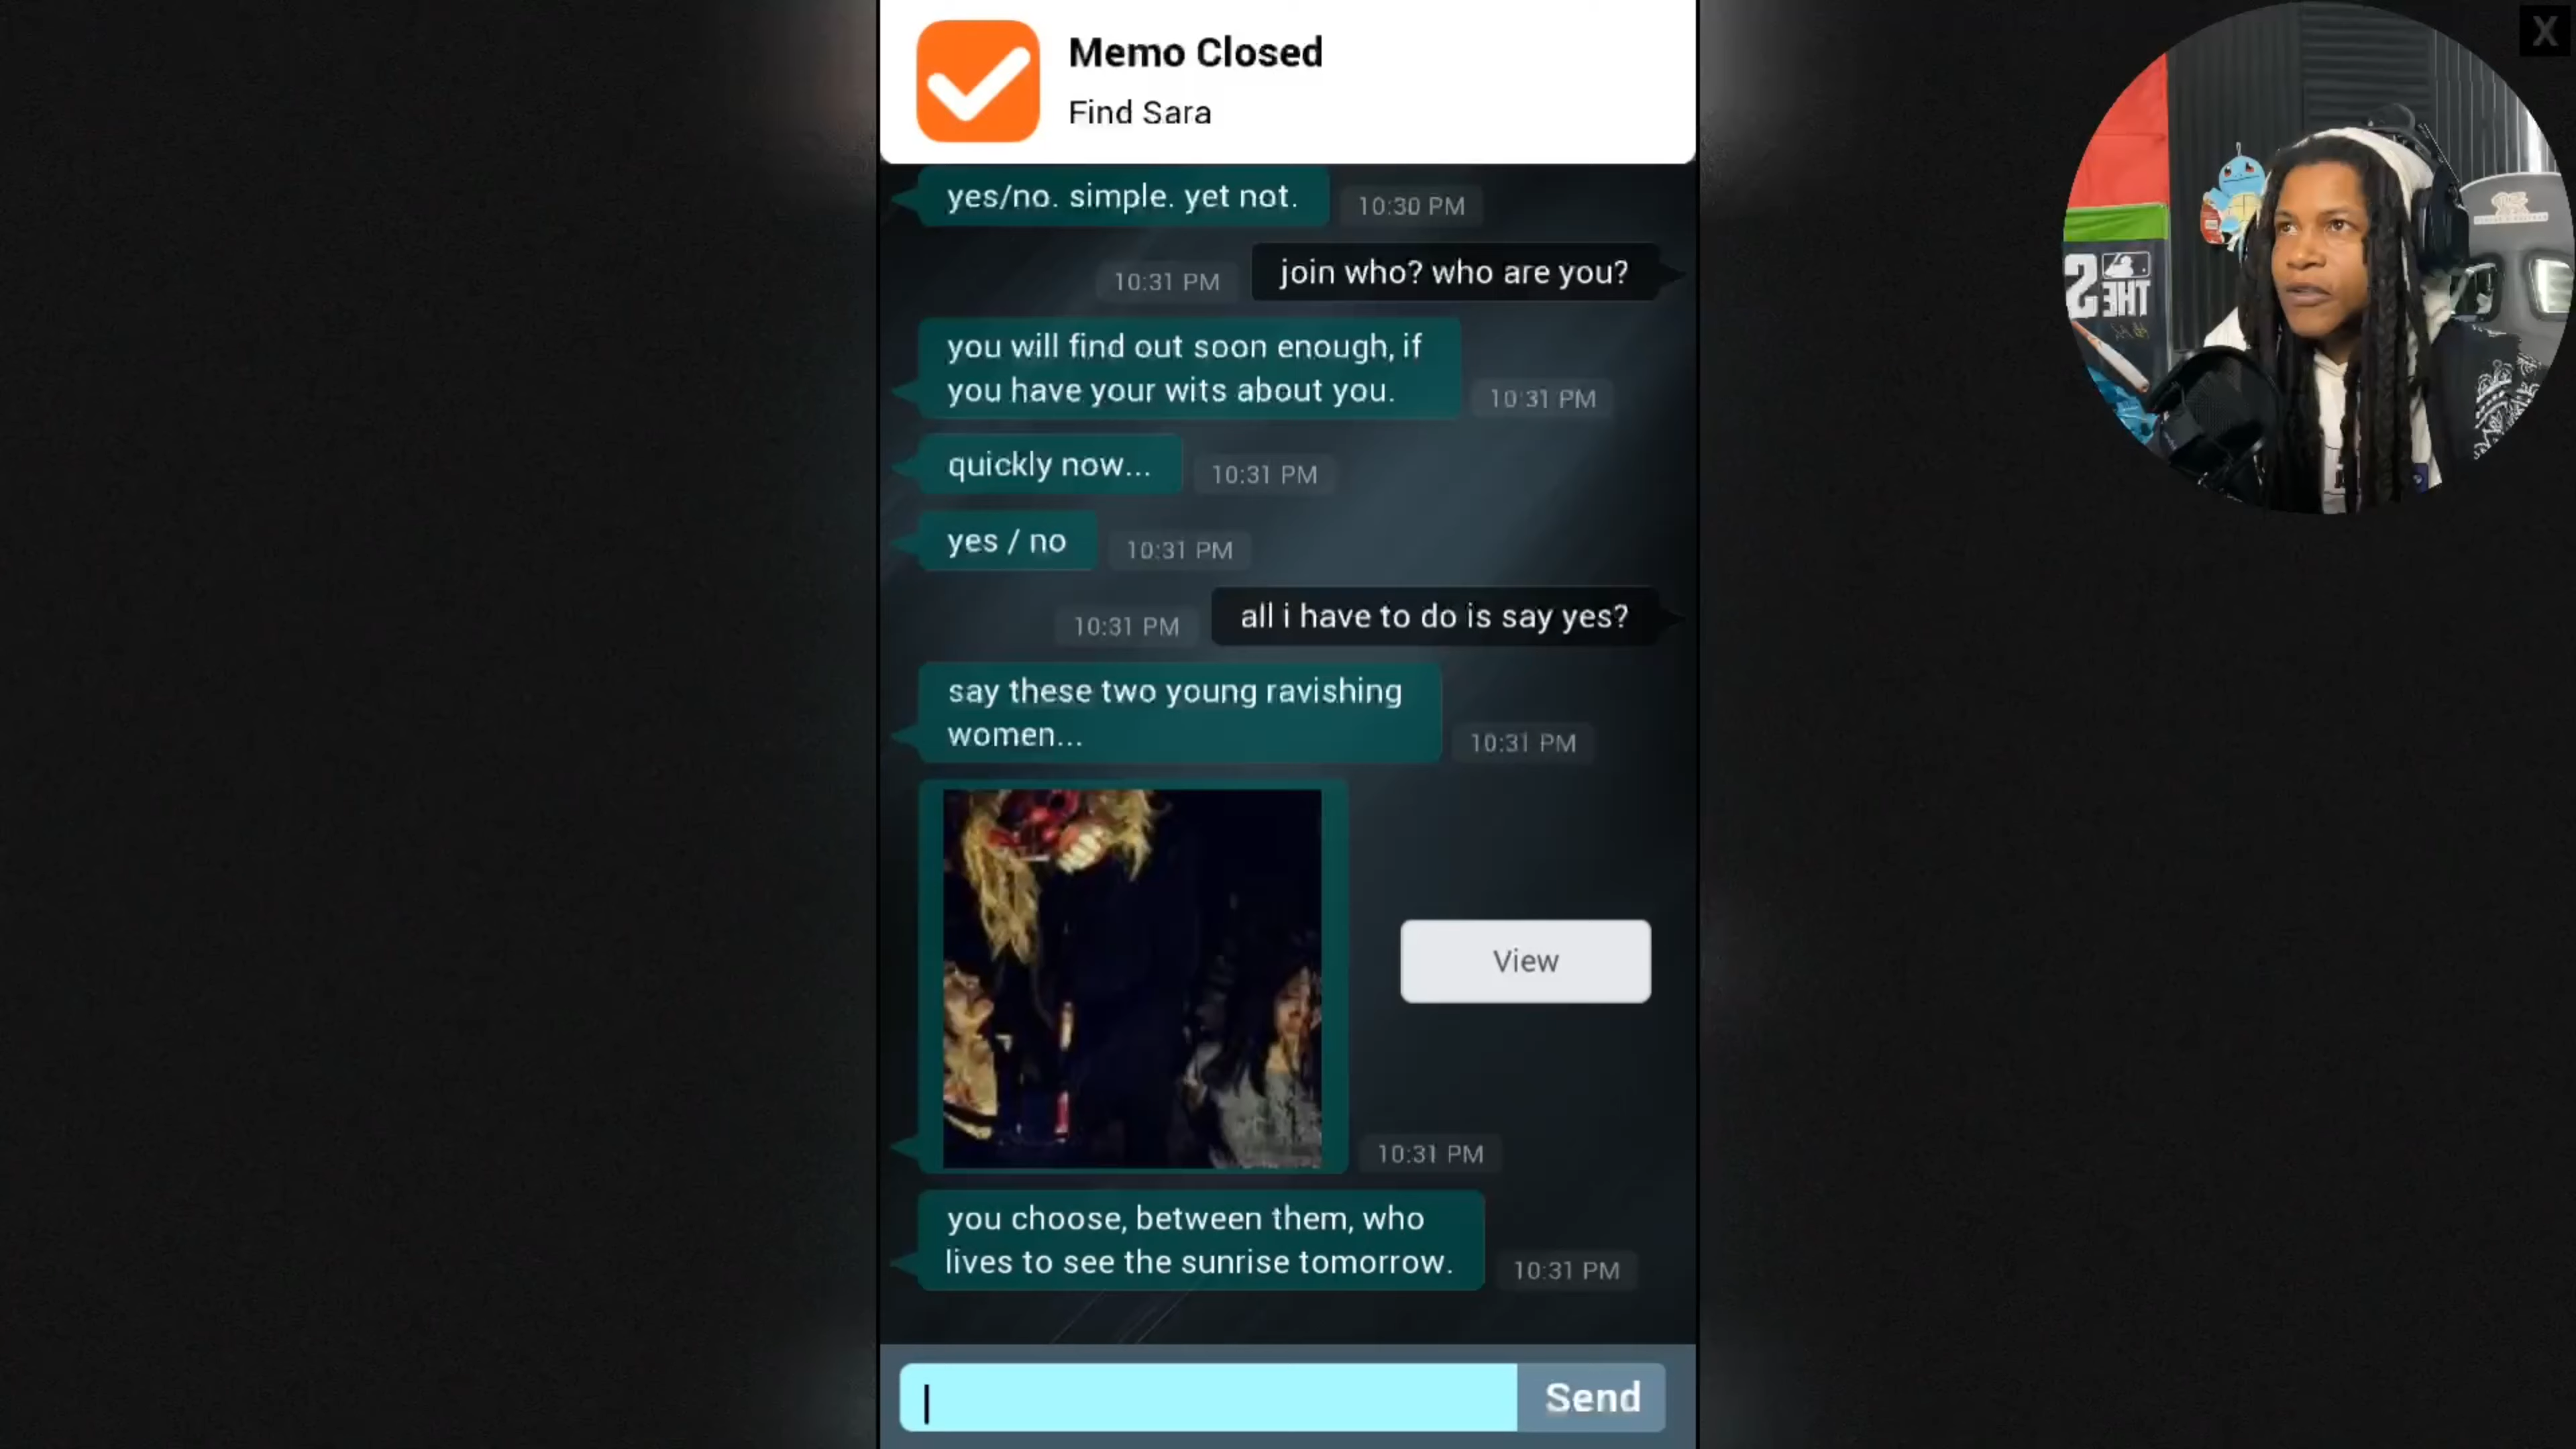 Memo Closed
Find Sara
yes/no. simple. yet not.
10:30 PM
join who? who are you?
10:31 PM
you will find out soon enough, if
you have your wits about you.
10:31 PM
quickly now...
10:31 PM
yes / no
10:31 PM
all i have to do is say yes?
10:31 PM
say these two young ravishing
women...
10:31 PM
View
10:31 PM
you choose, between them, who
lives to see the sunrise tomorrow.
10:31 PM
Send
X
THE